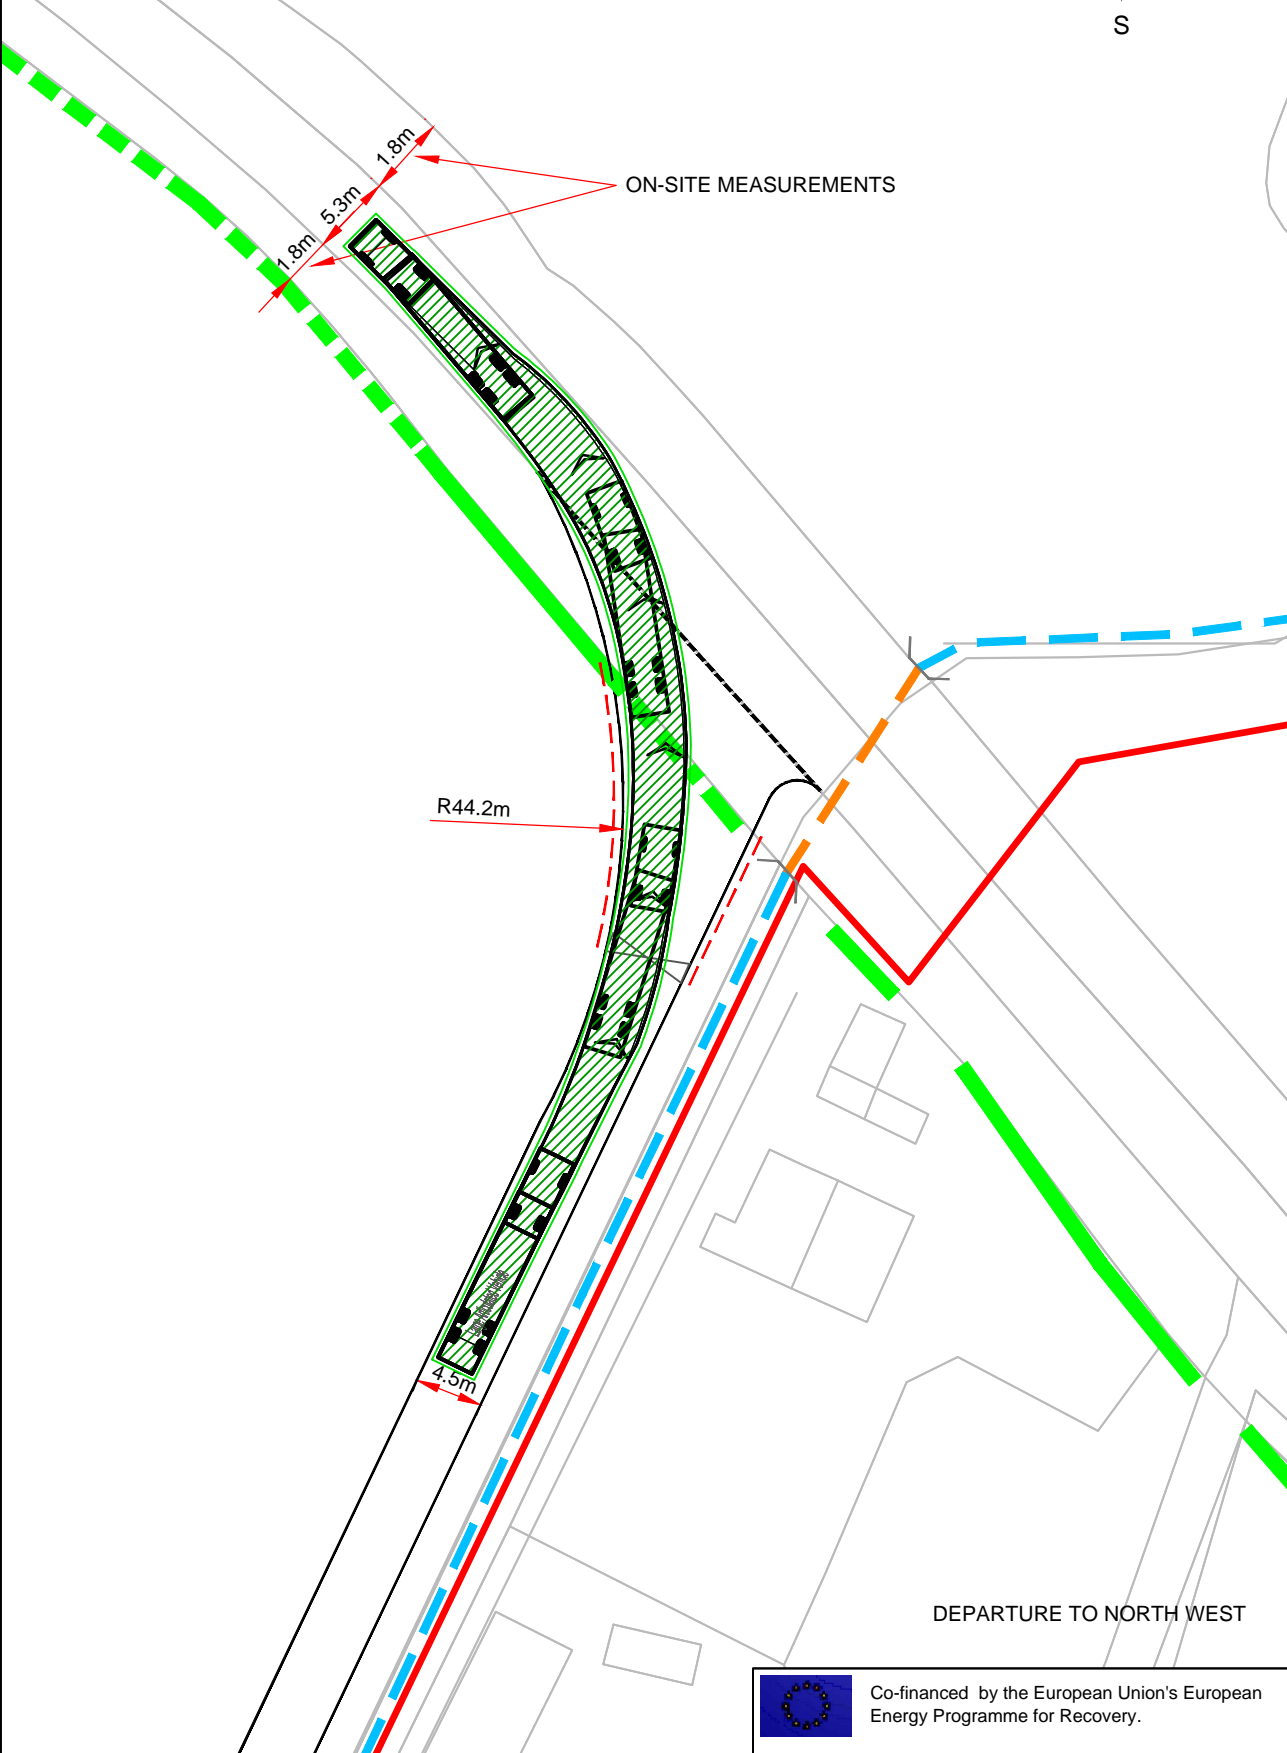 S
1.8m
ON-SITE MEASUREMENTS
5.3m
1.8m
R44.2m
4.5m
DEPARTURE TO NORTH WEST
Co-financed by the European Union's European
Energy Programme for Recovery.